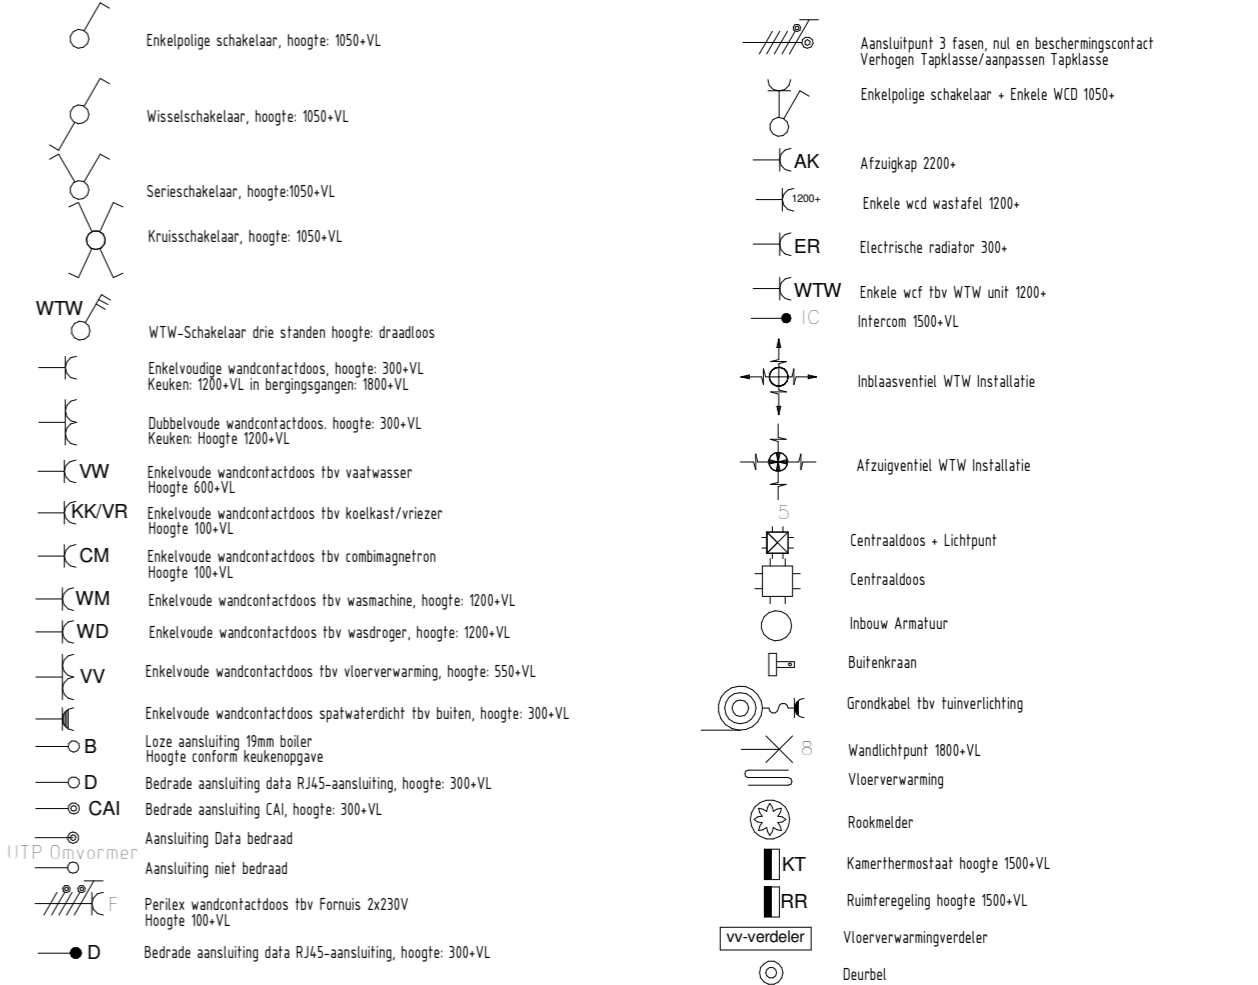 Enkelpolige schakelaar, hoogte: 1050+VL
Wisselschakelaar, hoogte: 1050+VL
Serieschakelaar, hoogte:1050+VL
Kruisschakelaar, hoogte: 1050+VL
WTW
WTW-Schakelaar drie standen hoogte: draadloos
Enkelvoudige wandcontactdoos, hoogte: 300+VL
Keuken: 1200+VL in bergingsgangen: 1800+VL
Dubbelvoude wandcontactdoos. hoogte: 300+VL
Keuken: Hoogte 1200+VL
VW Enkelvoude wandcontactdoos tbv vaatwasser
Hoogte 600+VL
KK/VR Enkelvoude wandcontactdoos tbv koelkast/vriezer
Hoogte 100+VL
CM Enkelvoude wandcontactdoos tbv combimagnetron
Hoogte 100+VL
WM Enkelvoude wandcontactdoos tbv wasmachine, hoogte: 1200+VL
WD Enkelvoude wandcontactdoos tbv wasdroger, hoogte: 1200+VL
VV Enkelvoude wandcontactdoos tbv vloerverwarming, hoogte: 550+VL
Enkelvoude wandcontactdoos spatwaterdicht tbv buiten, hoogte: 300+VL
B Loze aansluiting 19mm boiler
Hoogte conform keukenopgave
D Bedrade aansluiting data RJ45-aansluiting, hoogte: 300+VL
CAI Bedrade aansluiting CAI, hoogte: 300+VL
Aansluiting Data bedraad
UTP Omvormer
Aansluiting niet bedraad
F Perilex wandcontactdoos tbv Fornuis 2x230V
Hoogte 100+VL
D Bedrade aansluiting data RJ45-aansluiting, hoogte: 300+VL
Aansluitpunt 3 fasen, nul en beschermingscontact
Verhogen Tapklasse/aanpassen Tapklasse
Enkelpolige schakelaar + Enkele WCD 1050+
AK Afzuigkap 2200+
1200+ Enkele wcd wastafel 1200+
ER Electrische radiator 300+
WTW Enkele wcf tbv WTW unit 1200+
IC Intercom 1500+VL
Inblaasventiel WTW Installatie
Afzuigventiel WTW Installatie
5
Centraaldoos + Lichtpunt
Centraaldoos
Inbouw Armatuur
Buitenkraan
Grondkabel tbv tuinverlichting
8 Wandlichtpunt 1800+VL
Vloerverwarming
Rookmelder
KT Kamerthermostaat hoogte 1500+VL
RR Ruimteregeling hoogte 1500+VL
vv-verdeler Vloerverwarmingverdeler
Deurbel